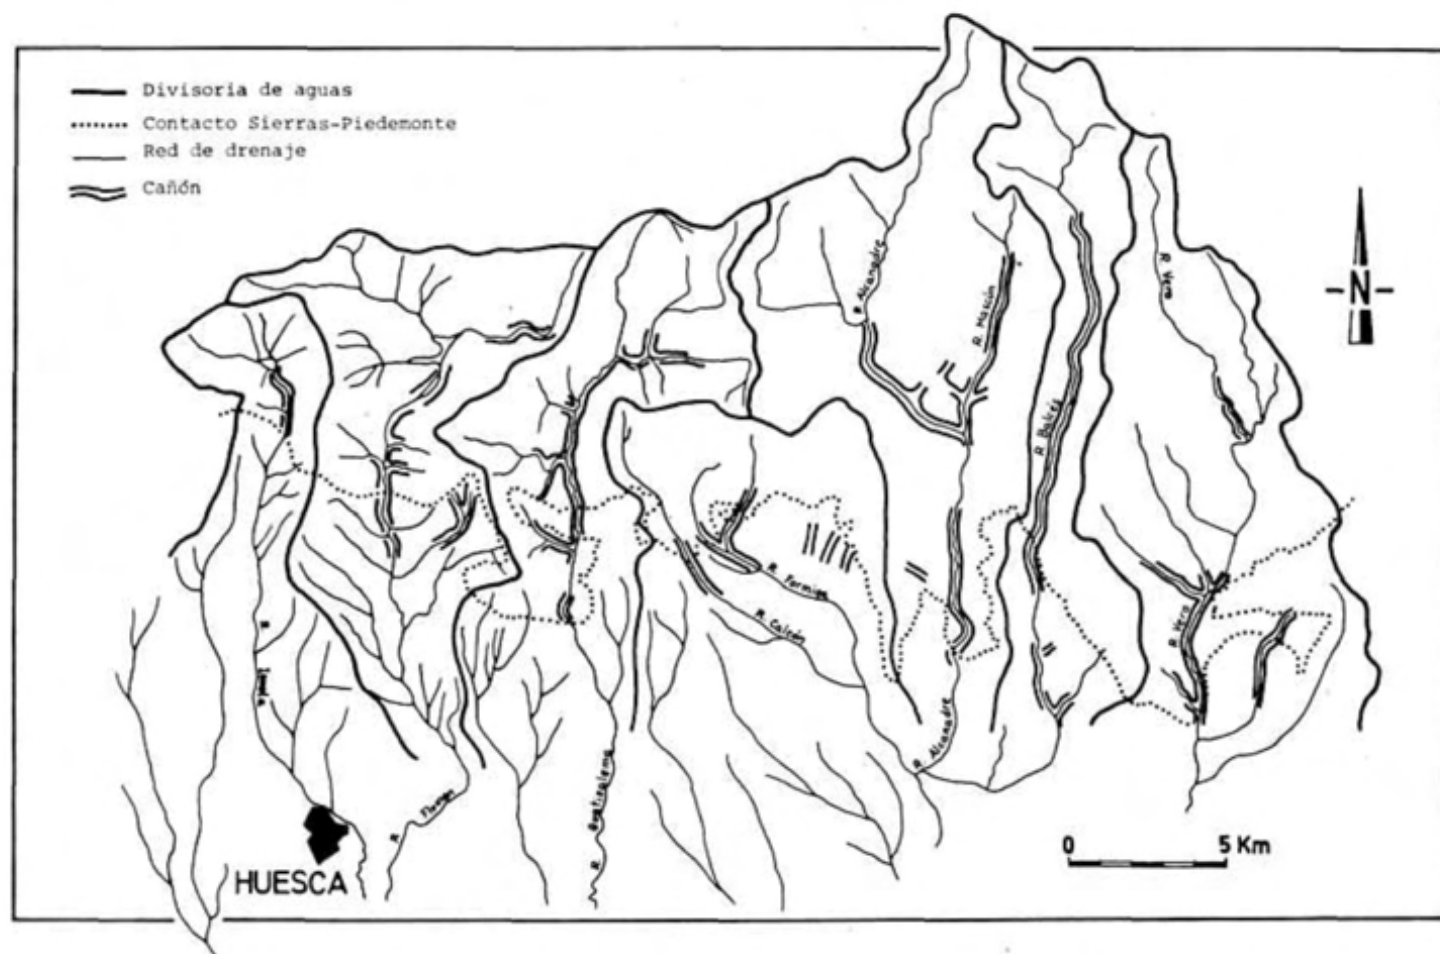 Divisoria de aguas
Contacto Sierras-Piedemonte
Red de drenaje
Cañón
R. Alcanadre
R. Mascún
R. Vero
N
R. Balcés
R. Formiga
R. Calcón
R. Vero
R.
R. Alcanadre
R. Flumen
R. Guatizalema
0 5 Km
HUESCA